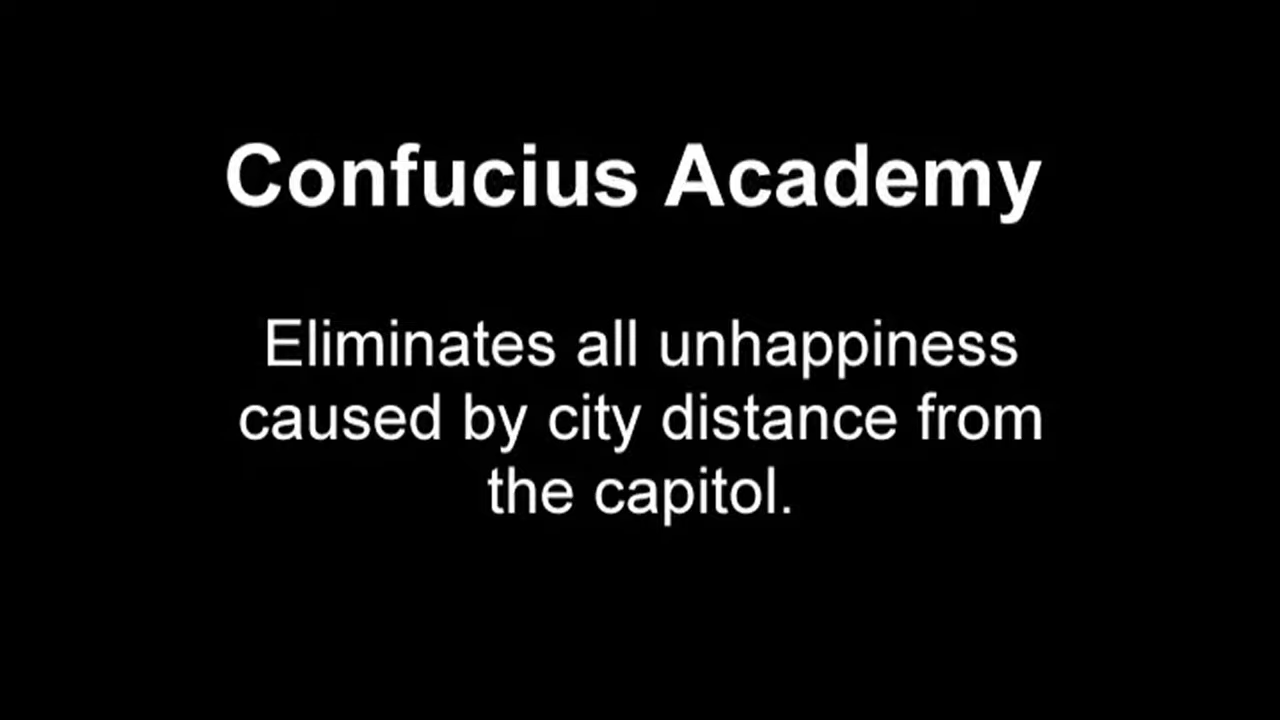 Confucius Academy
Eliminates all unhappiness
caused by city distance from
the capitol.